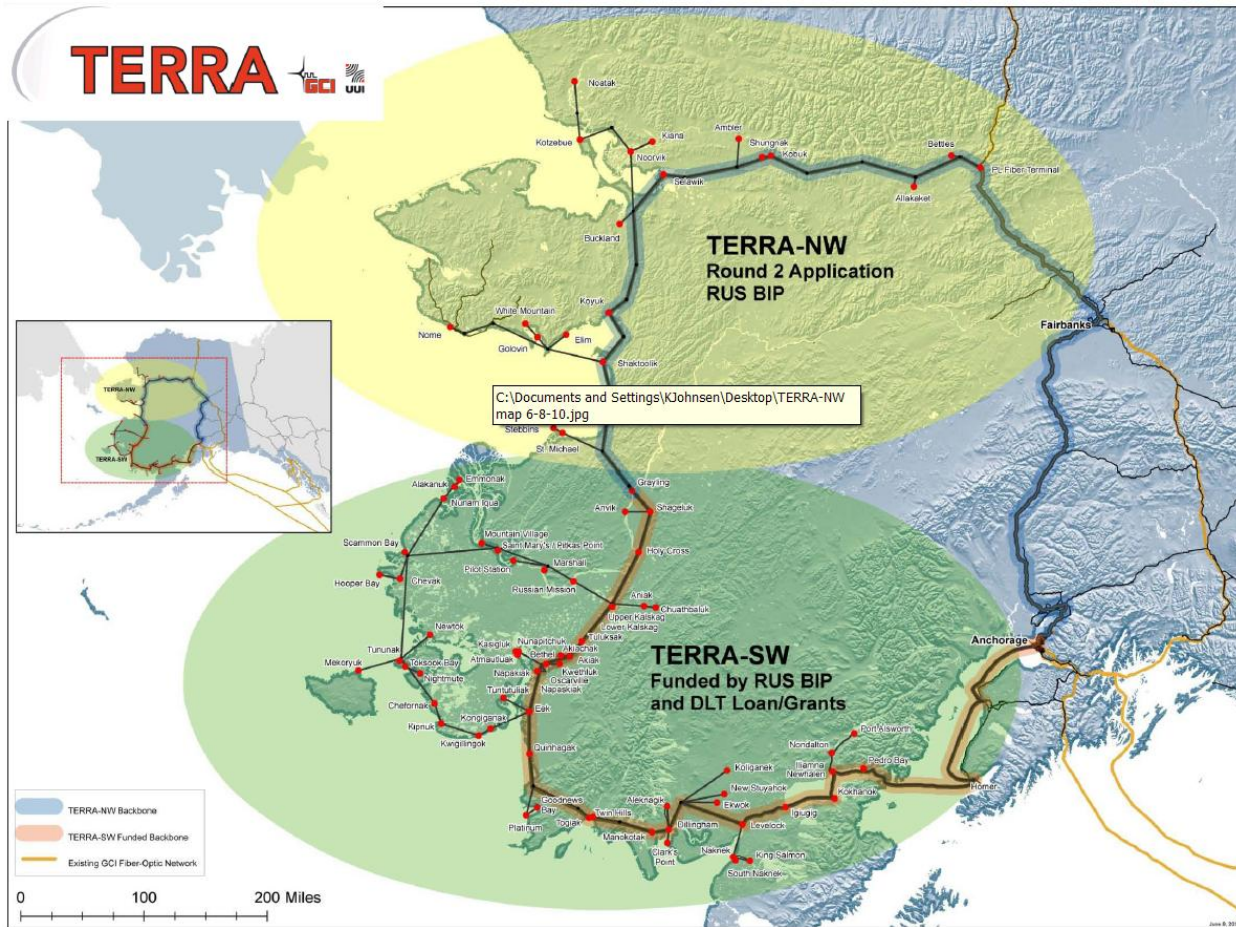 TERRA
GCI
UUI
Noatak
Kotzebue
Kiana
Noorvik
Selawik
Ambler
Shungnak
Kobuk
Bettles
PL Fiber Terminal
Allakaket
Buckland
TERRA-NW
Round 2 Application
RUS BIP
Koyuk
White Mountain
Nome
Golovin
Elim
Shaktoolik
Fairbanks
C:\Documents and Settings\KJohnsen\Desktop\TERRA-NW
map 6-8-10.jpg
TERRA-NW
TERRA-SW
Stebbins
St. Michael
Grayling
Anvik
Shageluk
Emmonak
Alakanuk
Nunam Iqua
Mountain Village
Saint Mary's / Pitkas Point
Scammon Bay
Holy Cross
Pilot Station
Marshall
Hooper Bay
Chevak
Russian Mission
Aniak
Chuathbaluk
Upper Kalskag
Lower Kalskag
Newtok
Tuluksak
Nunapitchuk
Kasigluk
Akiachak
Tununak
Bethel
Akiak
Atmautluak
Kwethluk
Mekoryuk
Toksook Bay
Napakiak
Oscarville
Napaskiak
Nightmute
Tuntutuliak
Chefornak
Eek
Kongiganak
Kipnuk
Kwigillingok
Quinhagak
TERRA-SW
Funded by RUS BIP
and DLT Loan/Grants
Anchorage
Port Alsworth
Nondalton
Iliamna
Newhalen
Pedro Bay
Koliganek
New Stuyahok
Kokhanok
Homer
Ekwok
Aleknagik
Igiugig
Goodnews
Bay
Twin Hills
Platinum
Togiak
Dillingham
Levelock
Manokotak
Clark's
Point
Naknek
King Salmon
South Naknek
TERRA-NW Backbone
TERRA-SW Funded Backbone
Existing GCI Fiber-Optic Network
0 100 200 Miles